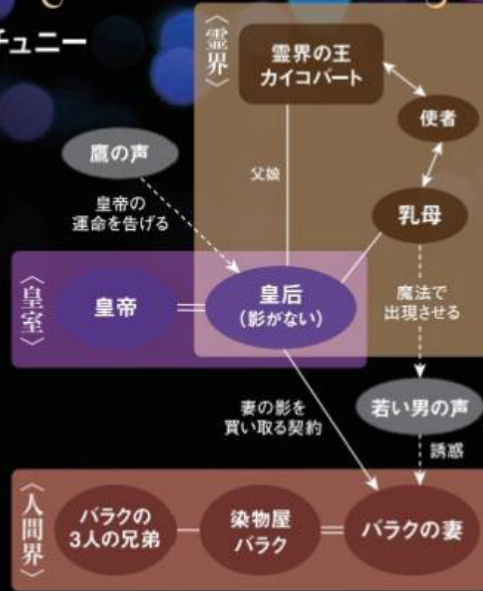 チュニー
〈霊界〉
霊界の王
カイコバート
使者
鷹の声
父娘
乳母
皇帝の
運命を告げる
〈皇室〉
皇帝
皇后
(影がない)
魔法で
出現させる
妻の影を
買い取る契約
若い男の声
誘惑
〈人間界〉
バラクの
3人の兄弟
染物屋
バラク
バラクの妻